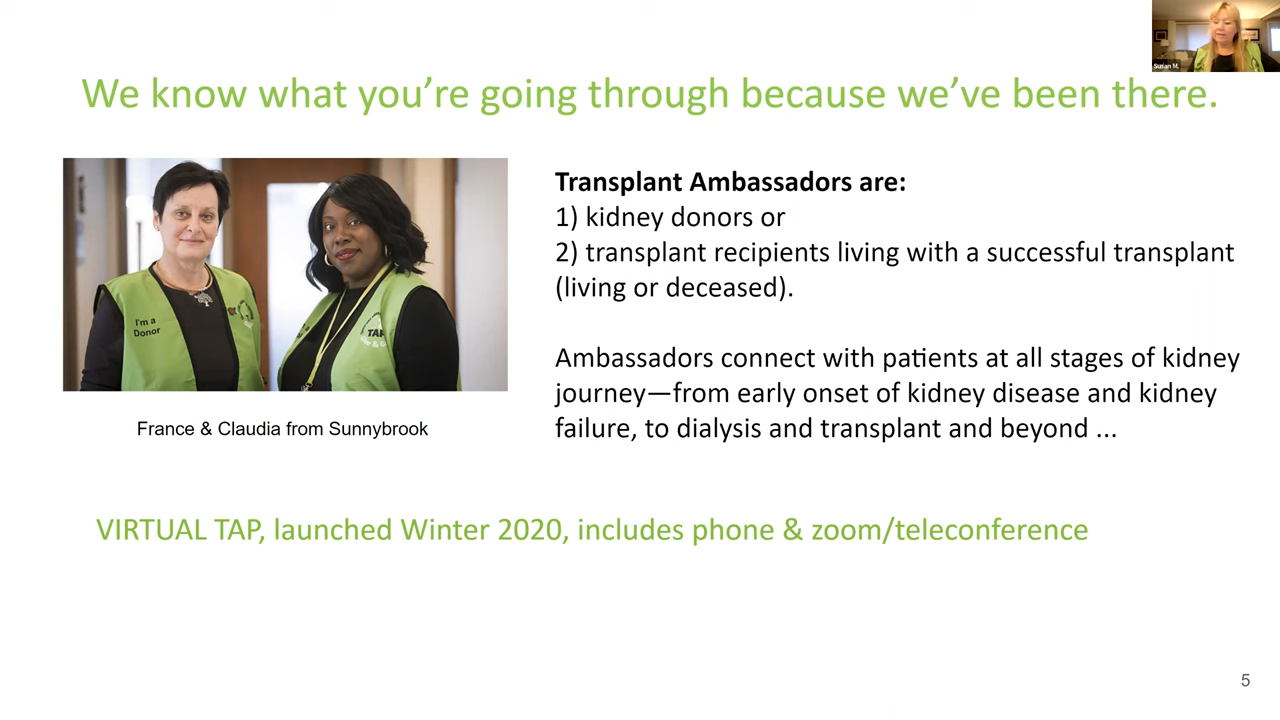 Susan M.
We know what you're going through because we've been there.
Transplant Ambassadors are:
1) kidney donors or
2) transplant recipients living with a successful transplant
(living or deceased).
Ambassadors connect with patients at all stages of kidney
journey—from early onset of kidney disease and kidney
failure, to dialysis and transplant and beyond ...
I'm a
Donor
TAP
France & Claudia from Sunnybrook
VIRTUAL TAP, launched Winter 2020, includes phone & zoom/teleconference
5